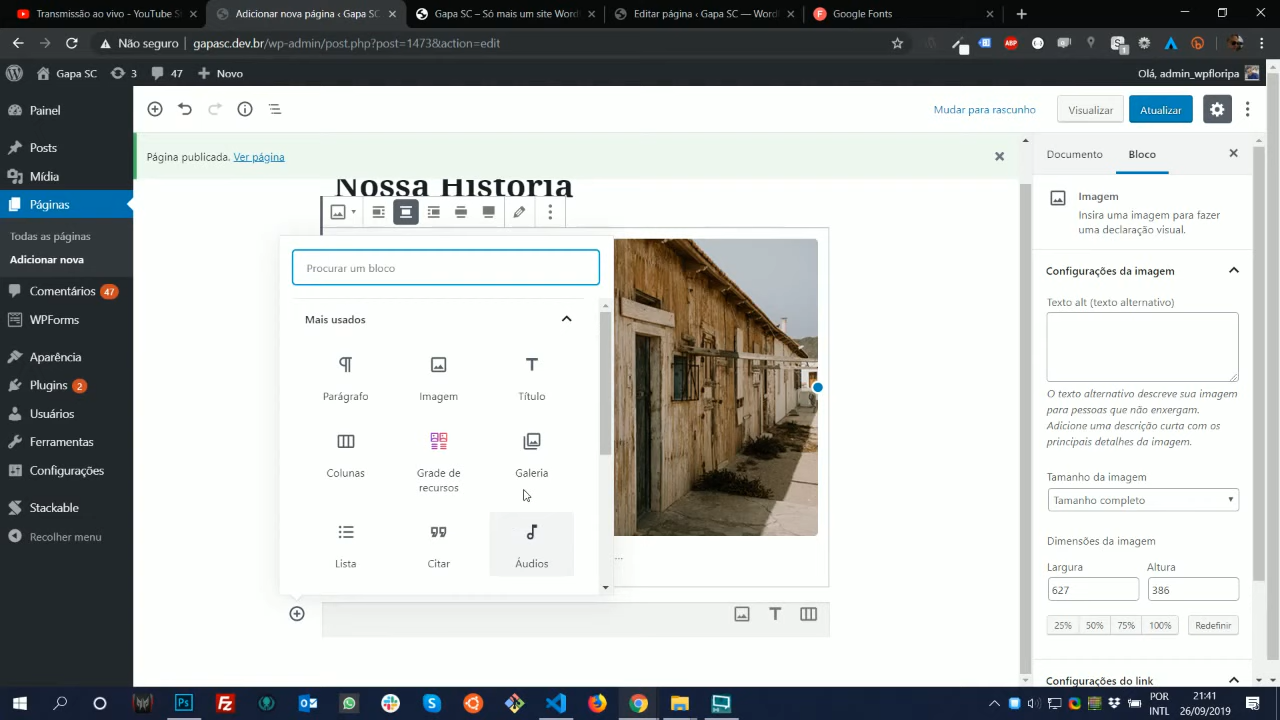 Transmissão ao vivo - YouTube S
Adicionar nova página ‹ Gapa SC
Gapa SC – Só mais um site Word
Editar página ‹ Gapa SC — Word
Google Fonts
Não seguro
gapasc.dev.br/wp-admin/post.php?post=1473&action=edit
Gapa SC
3
47
Novo
Olá, admin_wpfloripa
Painel
Posts
Mídia
Páginas
Todas as páginas
Adicionar nova
Comentários 47
WPForms
Aparência
Plugins 2
Usuários
Ferramentas
Configurações
Stackable
Recolher menu
Mudar para rascunho
Visualizar
Atualizar
Página publicada. Ver página
Nossa História
Procurar um bloco
Mais usados
Parágrafo
Imagem
Título
Colunas
Grade de
recursos
Galeria
Lista
Citar
Áudios
Documento
Bloco
Imagem
Insira uma imagem para fazer
uma declaração visual.
Configurações da imagem
Texto alt (texto alternativo)
O texto alternativo descreve sua imagem
para pessoas que não enxergam.
Adicione uma descrição curta com os
principais detalhes da imagem.
Tamanho da imagem
Tamanho completo
Dimensões da imagem
Largura
Altura
627
386
25%
50%
75%
100%
Redefinir
Configurações do link
POR
INTL
21:41
26/09/2019